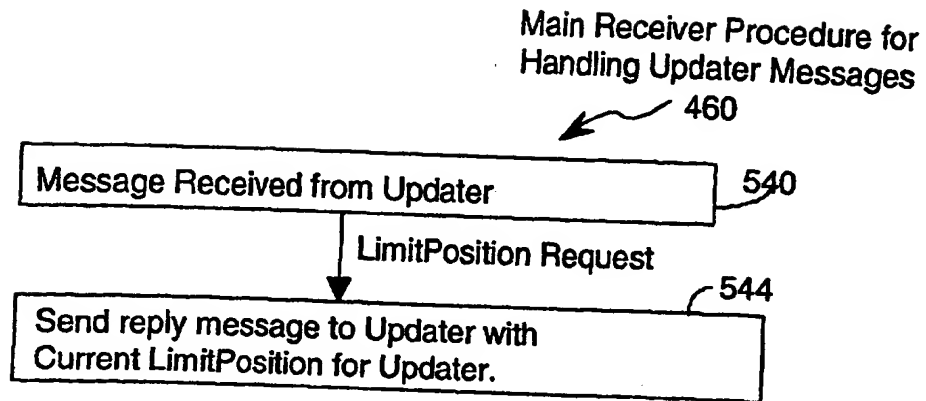 Main Receiver Procedure for
Handling Updater Messages
460
Message Received from Updater
540
LimitPosition Request
544
Send reply message to Updater with
Current LimitPosition for Updater.